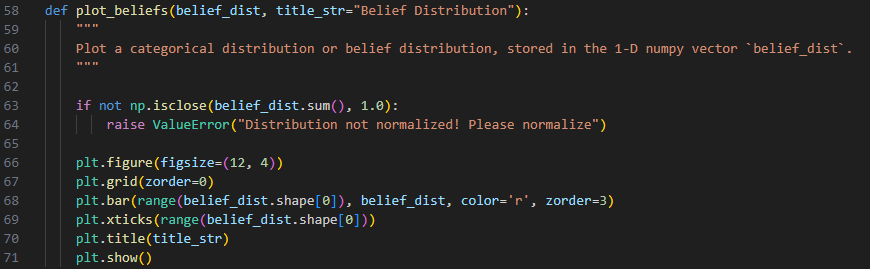 58 def plot_beliefs(belief_dist, title_str="Belief Distribution"):
59     """
60     Plot a categorical distribution or belief distribution, stored in the 1-D numpy vector `belief_dist`.
61     """
62
63     if not np.isclose(belief_dist.sum(), 1.0):
64         raise ValueError("Distribution not normalized! Please normalize")
65
66     plt.figure(figsize=(12, 4))
67     plt.grid(zorder=0)
68     plt.bar(range(belief_dist.shape[0]), belief_dist, color='r', zorder=3)
69     plt.xticks(range(belief_dist.shape[0]))
70     plt.title(title_str)
71     plt.show()